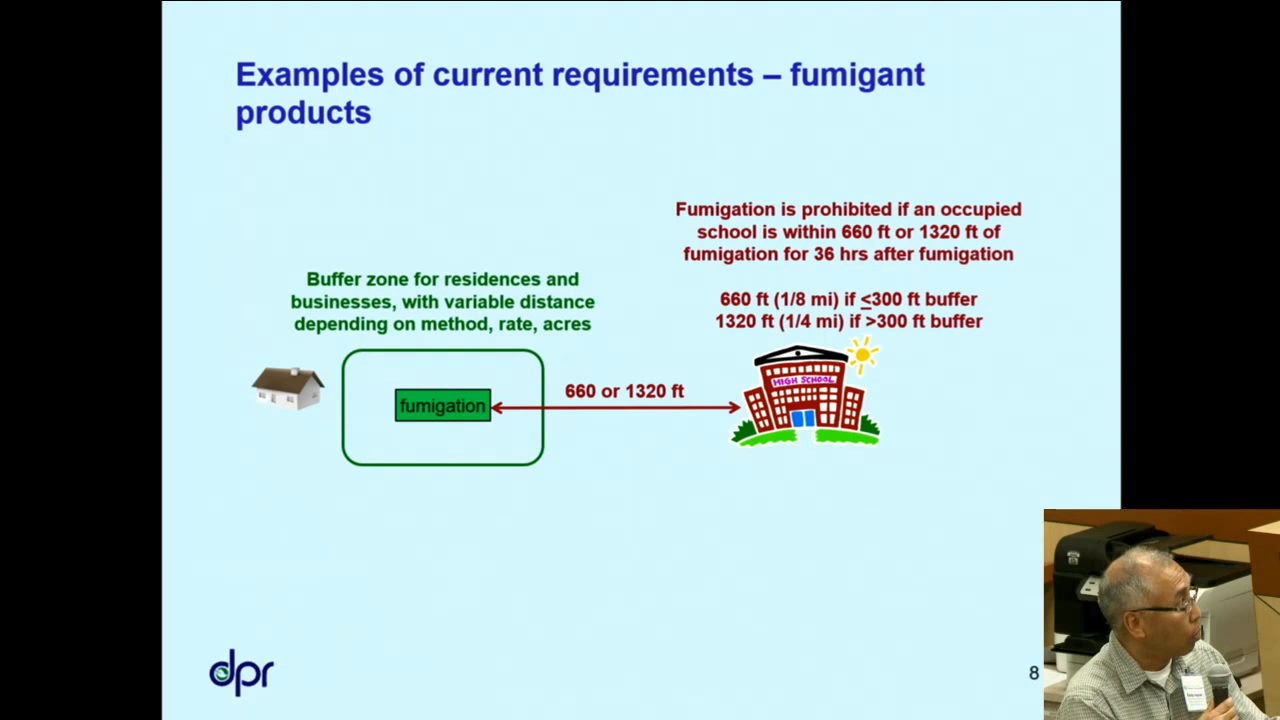 Examples of current requirements – fumigant
products
Fumigation is prohibited if an occupied
school is within 660 ft or 1320 ft of
fumigation for 36 hrs after fumigation
660 ft (1/8 mi) if <300 ft buffer
1320 ft (1/4 mi) if >300 ft buffer
Buffer zone for residences and
businesses, with variable distance
depending on method, rate, acres
HIGH SCHOOL
fumigation
660 or 1320 ft
dpr
8